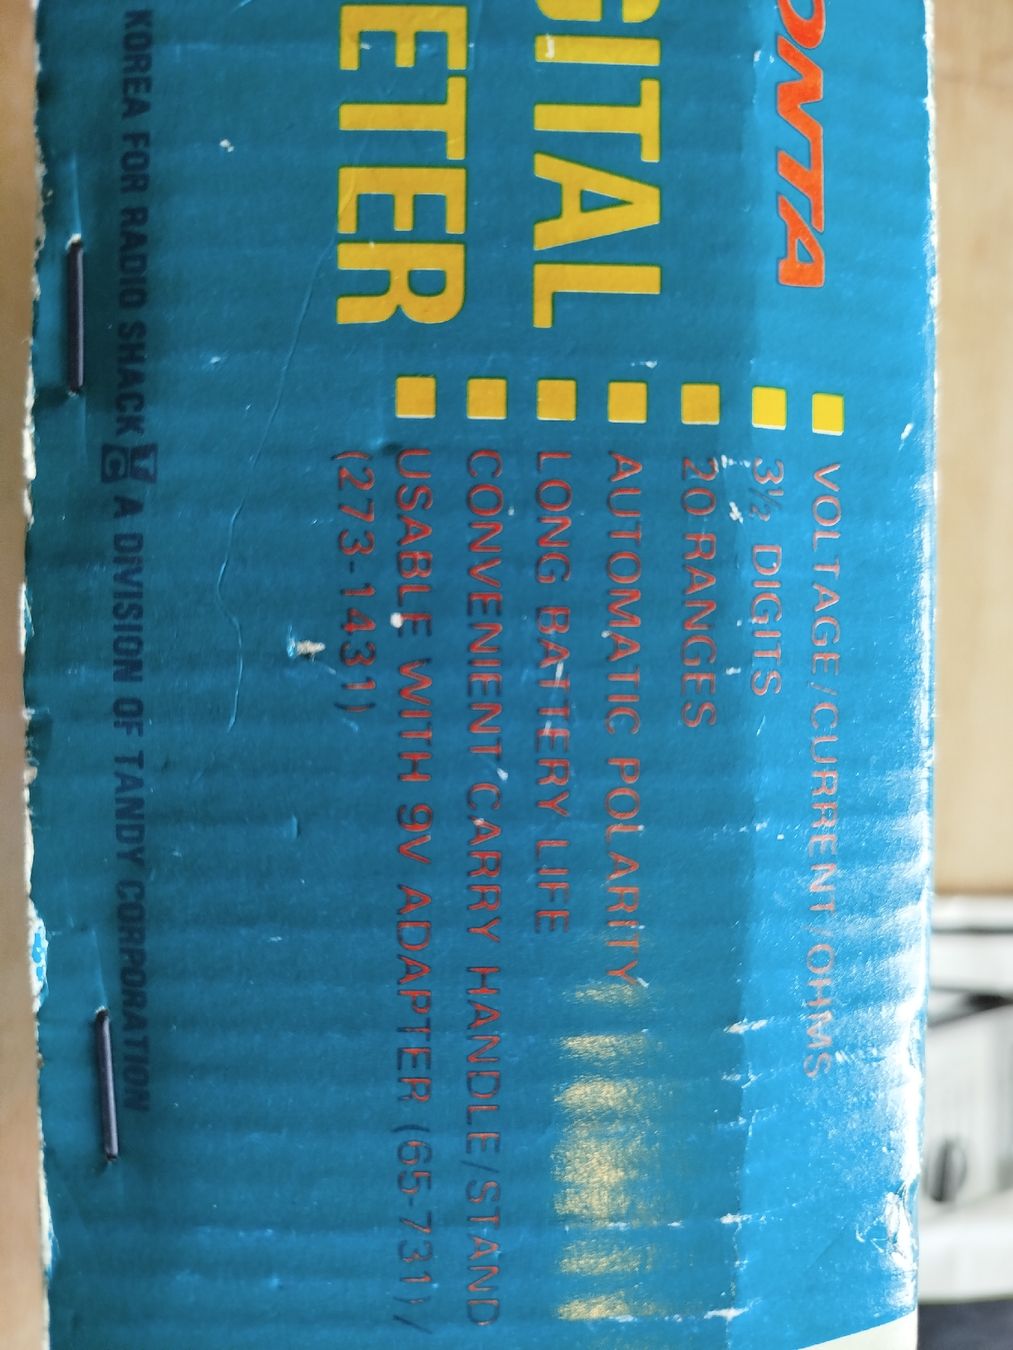 ONTA
GITAL
ETER
VOLTAGE/CURRENT/OHMS
3½ DIGITS
20 RANGES
AUTOMATIC POLARITY
LONG BATTERY LIFE
CONVENIENT CARRY HANDLE/STAND
USABLE WITH 9V ADAPTER (65-731)/
(273-1431)
KOREA FOR RADIO SHACK A DIVISION OF TANDY CORPORATION